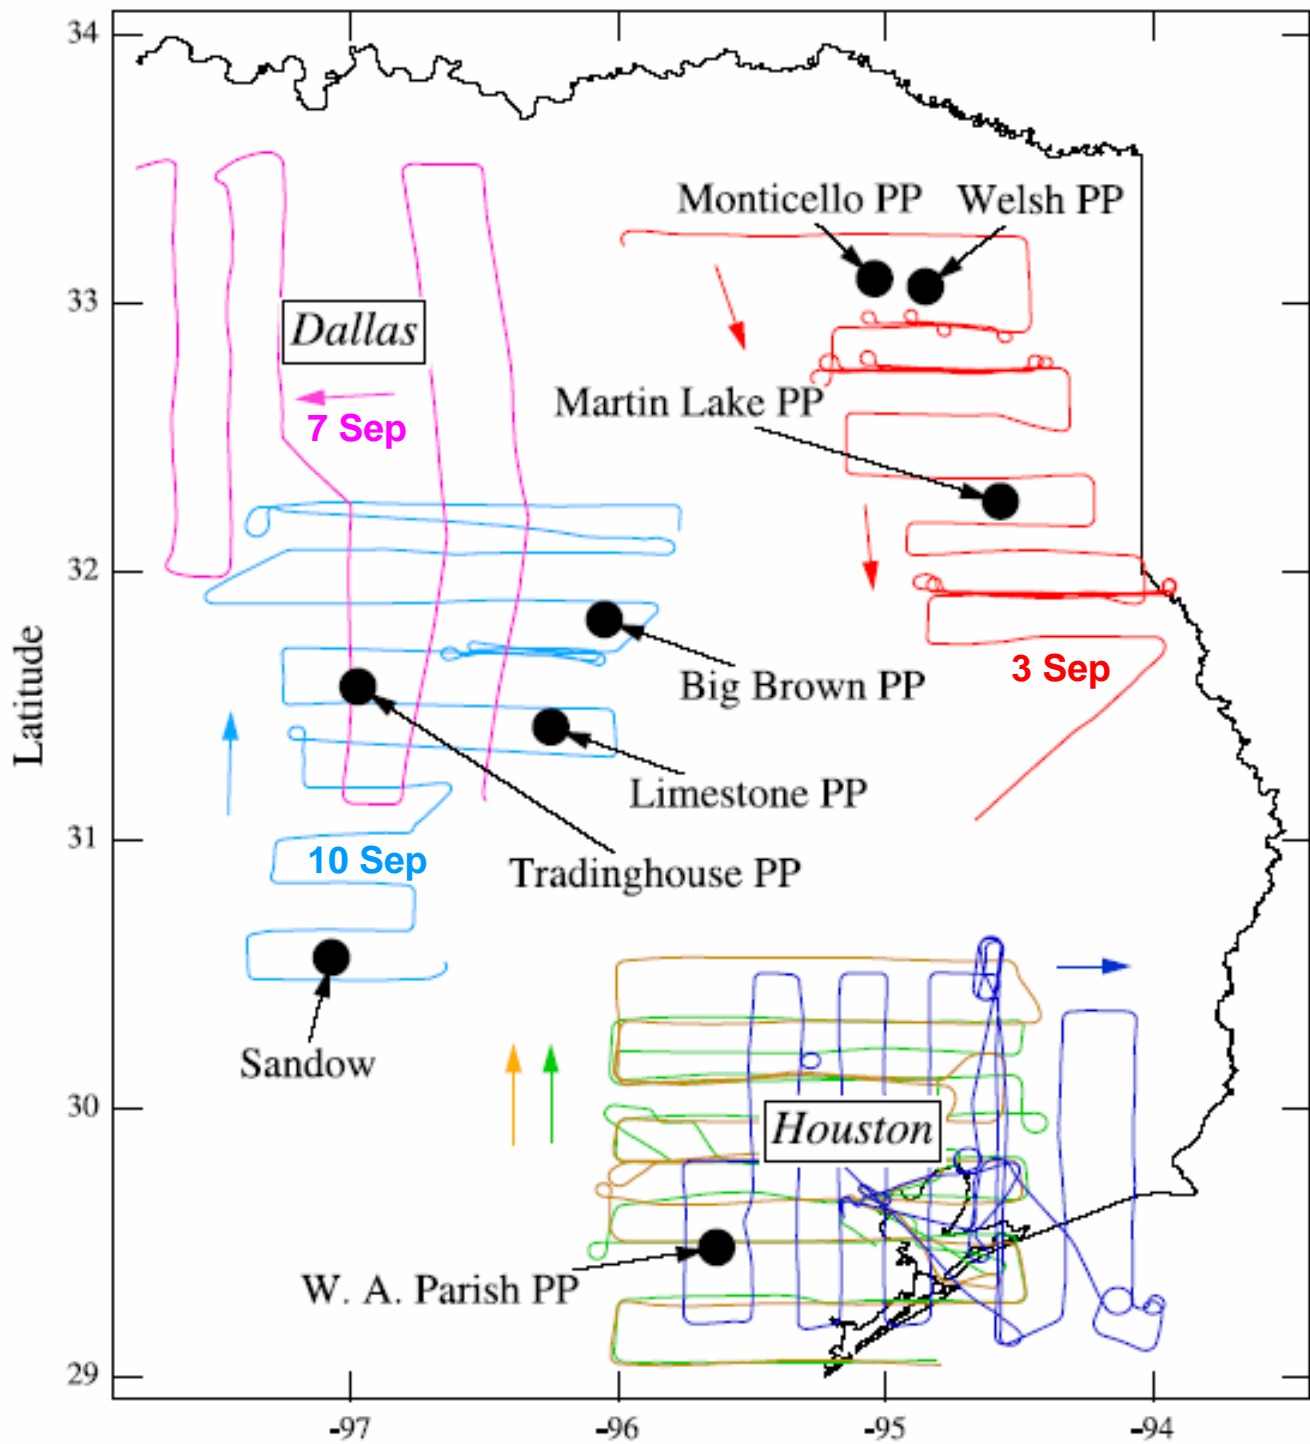 34
Monticello PP
Welsh PP
33
Dallas
7 Sep
Martin Lake PP
32
Latitude
Big Brown PP
3 Sep
Limestone PP
31
10 Sep
Tradinghouse PP
Sandow
30
Houston
W. A. Parish PP
29
-97
-96
-95
-94